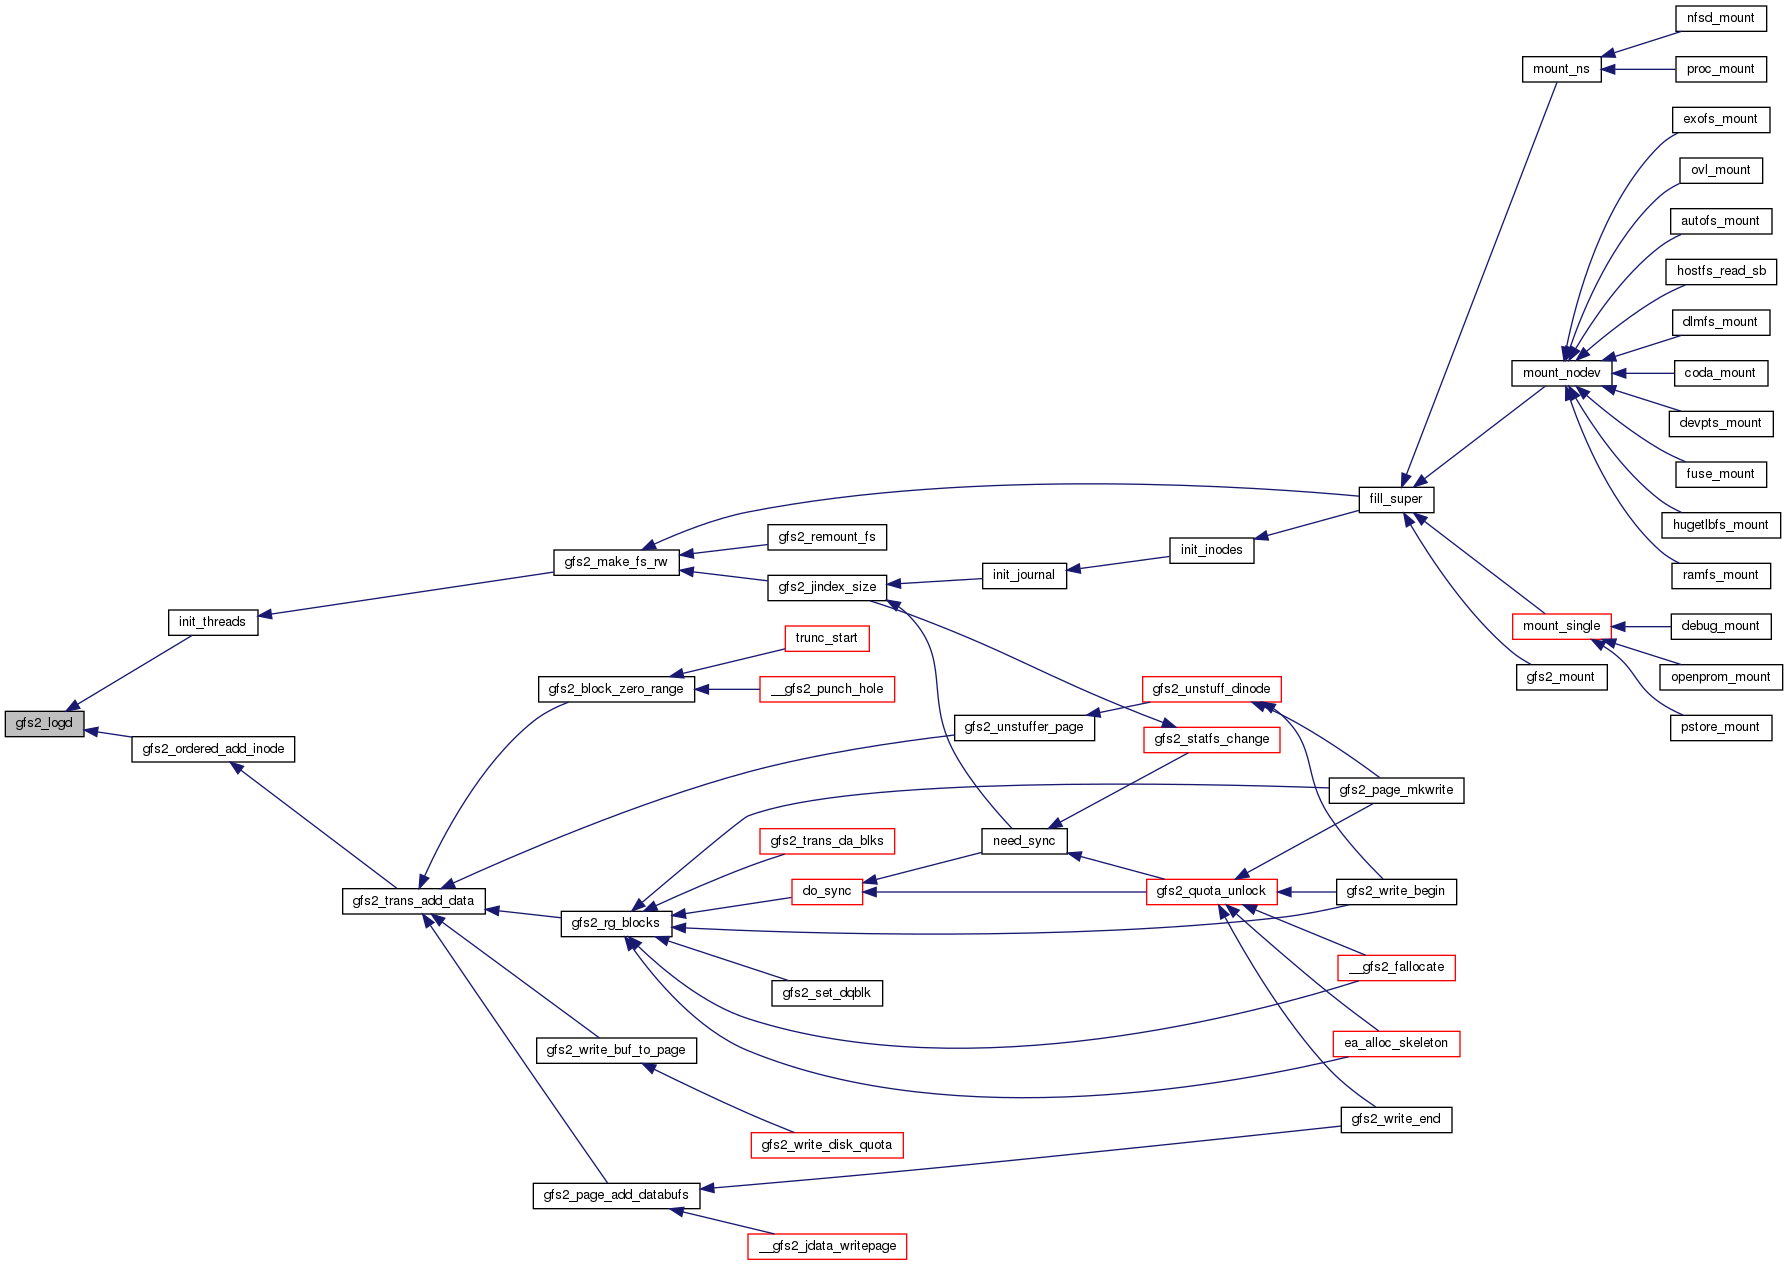 nfsd_mount
mount_ns
proc_mount
exofs_mount
ovl_mount
autofs_mount
hostfs_read_sb
dlmfs_mount
mount_nodev
coda_mount
devpts_mount
fuse_mount
fill_super
hugetlbfs_mount
gfs2_remount_fs
init_inodes
gfs2_make_fs_rw
init_journal
ramfs_mount
gfs2_jindex_size
init_threads
mount_single
debug_mount
trunc_start
gfs2_mount
openprom_mount
gfs2_block_zero_range
__gfs2_punch_hole
gfs2_unstuff_dinode
gfs2_logd
gfs2_unstuffer_page
pstore_mount
gfs2_statfs_change
gfs2_ordered_add_inode
gfs2_page_mkwrite
gfs2_trans_da_blks
need_sync
do_sync
gfs2_quota_unlock
gfs2_write_begin
gfs2_trans_add_data
gfs2_rg_blocks
__gfs2_fallocate
gfs2_set_dqblk
gfs2_write_buf_to_page
ea_alloc_skeleton
gfs2_write_end
gfs2_write_disk_quota
gfs2_page_add_databufs
__gfs2_jdata_writepage